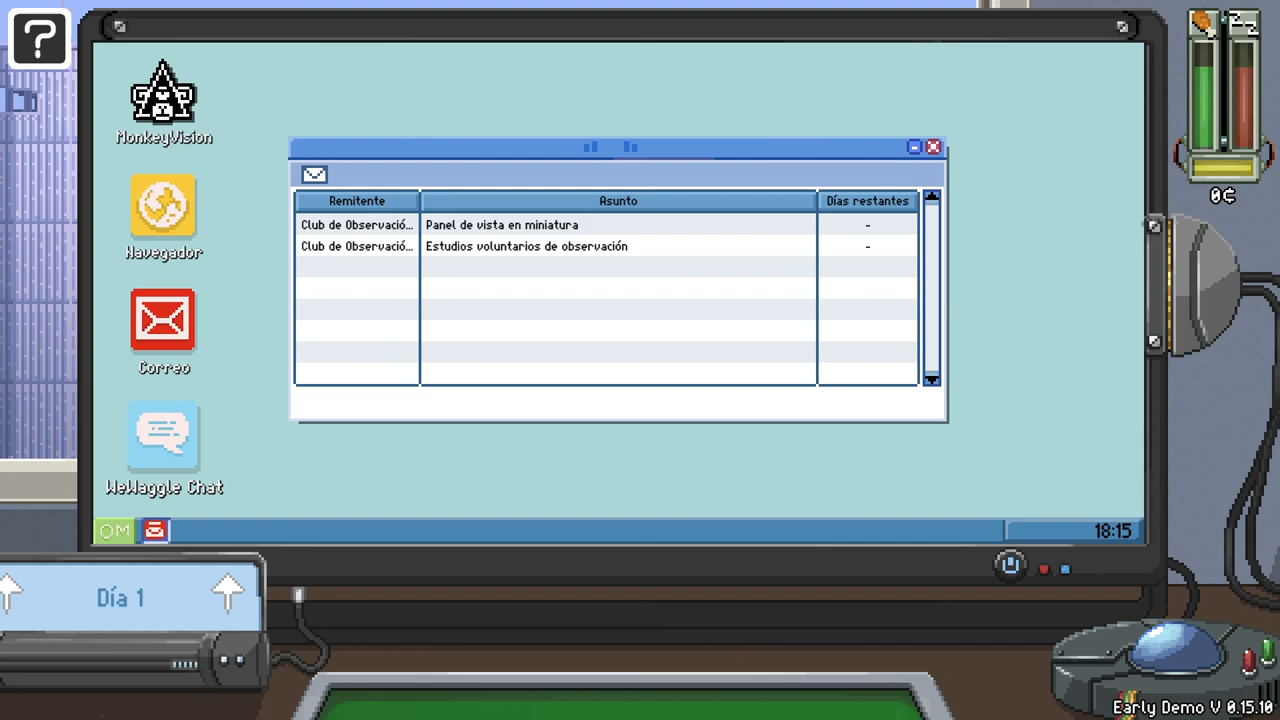 ?
MonkeyVision
Navegador
Correo
WeWaggle Chat
Remitente Asunto Días restantes
Club de Observació... Panel de vista en miniatura -
Club de Observació... Estudios voluntarios de observación -
0₵
OM
18:15
Día 1
Early Demo V 0.15.10